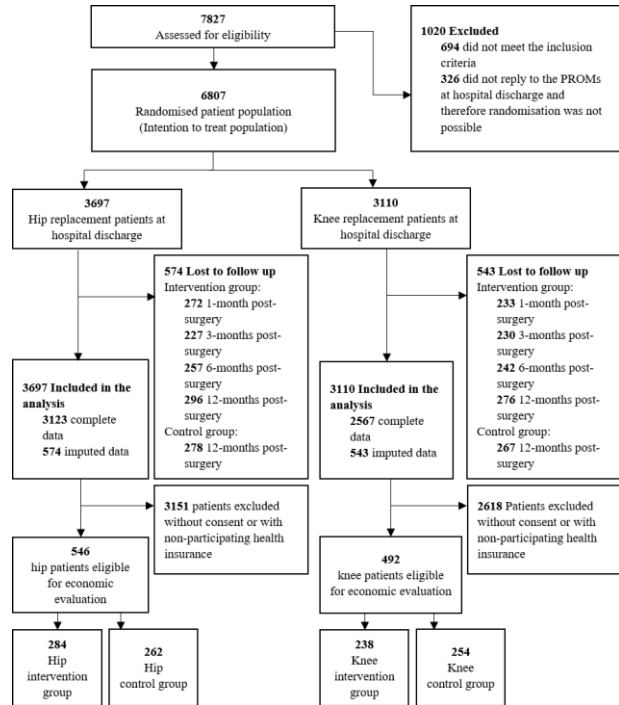 7827
Assessed for eligibility
1020 Excluded
694 did not meet the inclusion
criteria
326 did not reply to the PROMs
at hospital discharge and
therefore randomisation was not
possible
6807
Randomised patient population
(Intention to treat population)
3697
Hip replacement patients at
hospital discharge
3110
Knee replacement patients at
hospital discharge
574 Lost to follow up
Intervention group:
272 1-month post-
surgery
227 3-months post-
surgery
257 6-months post-
surgery
296 12-months post-
surgery
Control group:
278 12-months post-
surgery
543 Lost to follow up
Intervention group:
233 1-month post-
surgery
230 3-months post-
surgery
242 6-months post-
surgery
276 12-months post-
surgery
Control group:
267 12-months post-
surgery
3697 Included in the
analysis
3123 complete
data
574 imputed data
3110 Included in the
analysis
2567 complete
data
543 imputed data
3151 patients excluded
without consent or with
non-participating health
insurance
2618 Patients excluded
without consent or with
non-participating health
insurance
546
hip patients eligible
for economic
evaluation
492
knee patients eligible
for economic evaluation
284
Hip
intervention
group
262
Hip
control group
238
Knee
intervention
group
254
Knee
control group